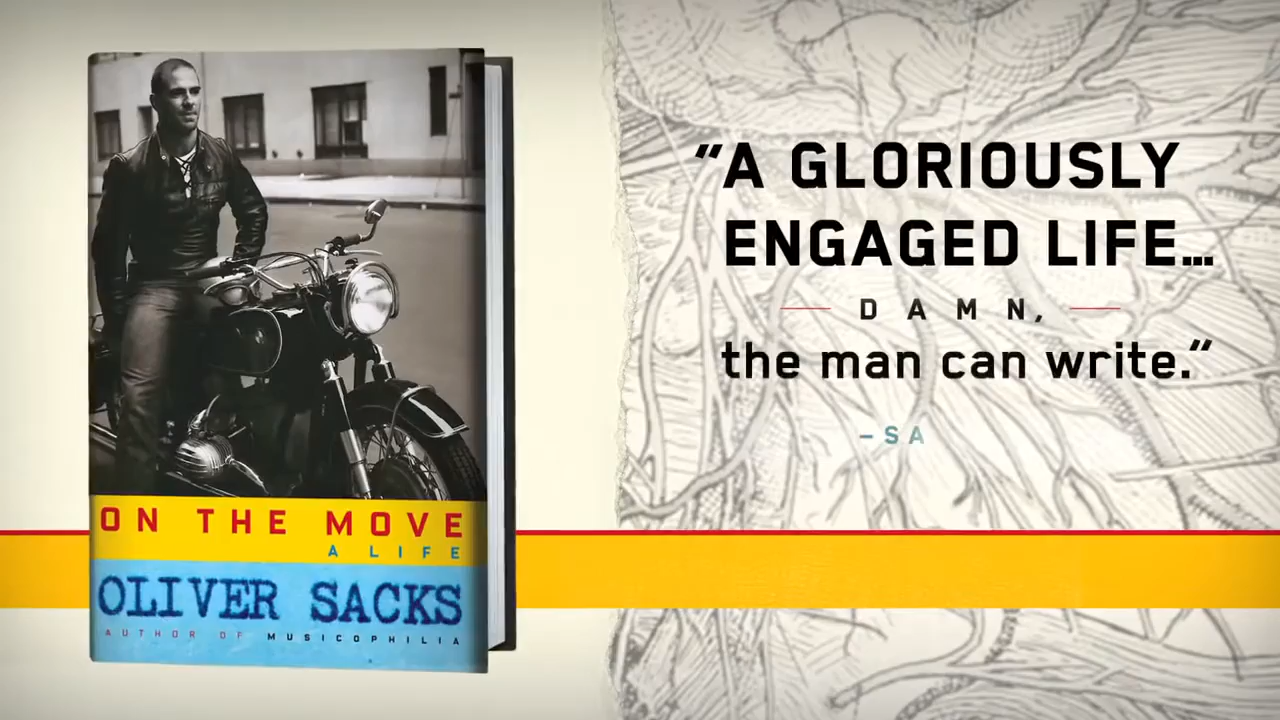 ON THE MOVE
A LIFE
OLIVER SACKS
AUTHOR OF MUSICOPHILIA
“A GLORIOUSLY
ENGAGED LIFE...
DAMN,
the man can write.“
–SA